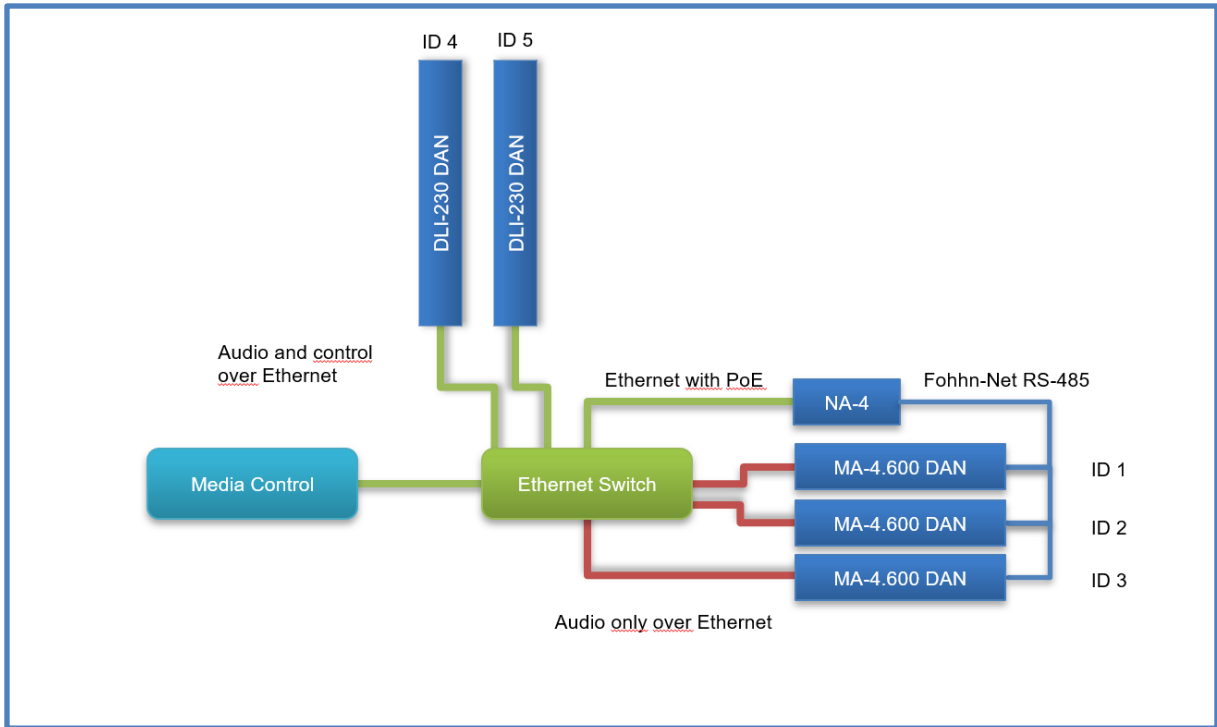 ID 4
ID 5
DLI-230 DAN
DLI-230 DAN
Audio and control
over Ethernet
Ethernet with PoE
Fohhn-Net RS-485
NA-4
Media Control
Ethernet Switch
MA-4.600 DAN
ID 1
MA-4.600 DAN
ID 2
MA-4.600 DAN
ID 3
Audio only over Ethernet